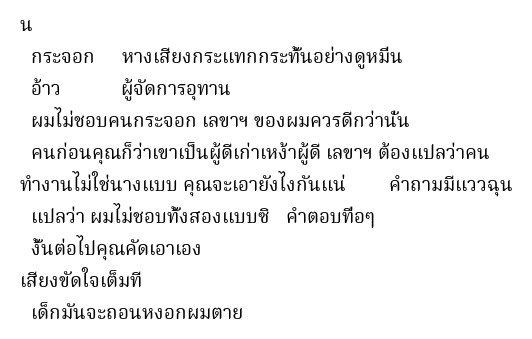 น
กระจอก หางเสียงกระแทกกระทั้นอย่างดูหมิ่น
อ้าว ผู้จัดการอุทาน
ผมไม่ชอบคนกระจอก เลขาฯ ของผมควรดีกว่านั้น
คนก่อนคุณก็ว่าเขาเป็นผู้ดีเก่าเหง้าผู้ดี เลขาฯ ต้องแปลว่าคน
ทำงานไม่ใช่นางแบบ คุณจะเอายังไงกันแน่ คำถามมีแววฉุน
แปลว่า ผมไม่ชอบทั้งสองแบบซิ คำตอบทื่อๆ
งั้นต่อไปคุณคัดเอาเอง
เสียงขัดใจเต็มที
เด็กมันจะถอนหงอกผมตาย